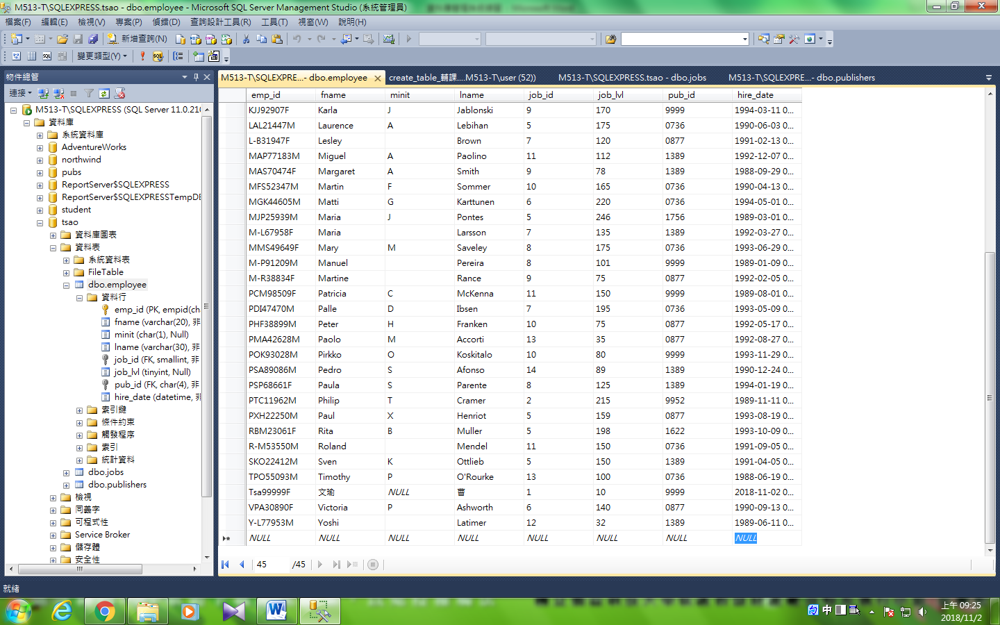 M513-T\SQLEXPRESS.tsao - dbo.employee - Microsoft SQL Server Management Studio (系統管理員)
檔案(F) 編輯(E) 檢視(V) 專案(P) 偵錯(D) 查詢設計工具(R) 工具(T) 視窗(W) 說明(H)
新增查詢(N)
變更類型(Y)
物件總管
連接
M513-T\SQLEXPRESS (SQL Server 11.0.210
資料庫
系統資料庫
AdventureWorks
northwind
pubs
ReportServer$SQLEXPRESS
ReportServer$SQLEXPRESSTempDB
student
tsao
資料庫圖表
資料表
系統資料表
FileTable
dbo.employee
資料行
emp_id (PK, empid(cha
fname (varchar(20), 非
minit (char(1), Null)
lname (varchar(30), 非
job_id (FK, smallint, 非
job_lvl (tinyint, Null)
pub_id (FK, char(4), 非
hire_date (datetime, 非
索引鍵
條件約束
觸發程序
索引
統計資料
dbo.jobs
dbo.publishers
檢視
同義字
可程式性
Service Broker
儲存體
安全性
M513-T\SQLEXPRE...- dbo.employee create_table_輔課....M513-T\user (52)) M513-T\SQLEXPRESS.tsao - dbo.jobs M513-T\SQLEXPRE...- dbo.publishers
emp_id fname minit lname job_id job_lvl pub_id hire_date
KJJ92907F Karla J Jablonski 9 170 9999 1994-03-11 0...
LAL21447M Laurence A Lebihan 5 175 0736 1990-06-03 0...
L-B31947F Lesley Brown 7 120 0877 1991-02-13 0...
MAP77183M Miguel A Paolino 11 112 1389 1992-12-07 0...
MAS70474F Margaret A Smith 9 78 1389 1988-09-29 0...
MFS52347M Martin F Sommer 10 165 0736 1990-04-13 0...
MGK44605M Matti G Karttunen 6 220 0736 1994-05-01 0...
MJP25939M Maria J Pontes 5 246 1756 1989-03-01 0...
M-L67958F Maria Larsson 7 135 1389 1992-03-27 0...
MMS49649F Mary M Saveley 8 175 0736 1993-06-29 0...
M-P91209M Manuel Pereira 8 101 9999 1989-01-09 0...
M-R38834F Martine Rance 9 75 0877 1992-02-05 0...
PCM98509F Patricia C McKenna 11 150 9999 1989-08-01 0...
PDI47470M Palle D Ibsen 7 195 0736 1993-05-09 0...
PHF38899M Peter H Franken 10 75 0877 1992-05-17 0...
PMA42628M Paolo M Accorti 13 35 0877 1992-08-27 0...
POK93028M Pirkko O Koskitalo 10 80 9999 1993-11-29 0...
PSA89086M Pedro S Afonso 14 89 1389 1990-12-24 0...
PSP68661F Paula S Parente 8 125 1389 1994-01-19 0...
PTC11962M Philip T Cramer 2 215 9952 1989-11-11 0...
PXH22250M Paul X Henriot 5 159 0877 1993-08-19 0...
RBM23061F Rita B Muller 5 198 1622 1993-10-09 0...
R-M53550M Roland Mendel 11 150 0736 1991-09-05 0...
SKO22412M Sven K Ottlieb 5 150 1389 1991-04-05 0...
TPO55093M Timothy P O'Rourke 13 100 0736 1988-06-19 0...
Tsa99999F 文瑜 NULL 曹 1 10 9999 2018-11-02 0...
VPA30890F Victoria P Ashworth 6 140 0877 1990-09-13 0...
Y-L77953M Yoshi Latimer 12 32 1389 1989-06-11 0...
NULL NULL NULL NULL NULL NULL NULL NULL
45 /45
就緒
中
上午 09:25
2018/11/2